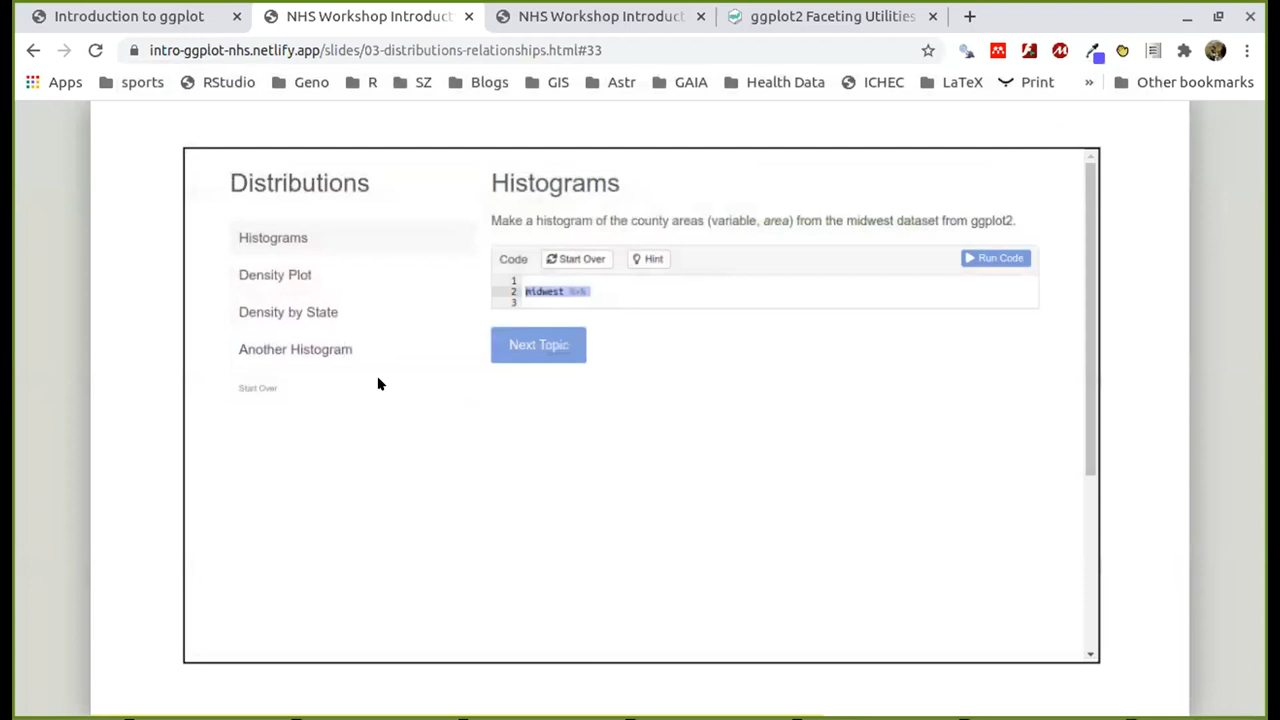 Introduction to ggplot
NHS Workshop Introduct
NHS Workshop Introduct
ggplot2 Faceting Utilities
intro-ggplot-nhs.netlify.app/slides/03-distributions-relationships.html#33
Apps
sports
RStudio
Geno
R
SZ
Blogs
GIS
Astr
GAIA
Health Data
ICHEC
LaTeX
Print
»
Other bookmarks
Distributions
Histograms
Density Plot
Density by State
Another Histogram
Start Over
Histograms
Make a histogram of the county areas (variable, area) from the midwest dataset from ggplot2.
Code
Start Over
Hint
Run Code
1
2 midwest %>%
3
Next Topic